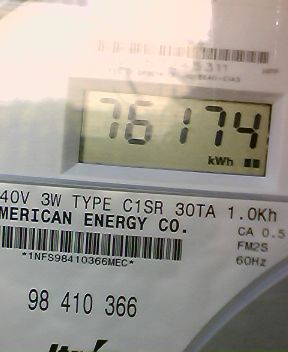 76174
kWh
40V 3W TYPE C1SR 30TA 1.0Kh
MERICAN ENERGY CO.
CA 0.5
FM2S
60Hz
*1NFS98410366MEC*
98 410 366